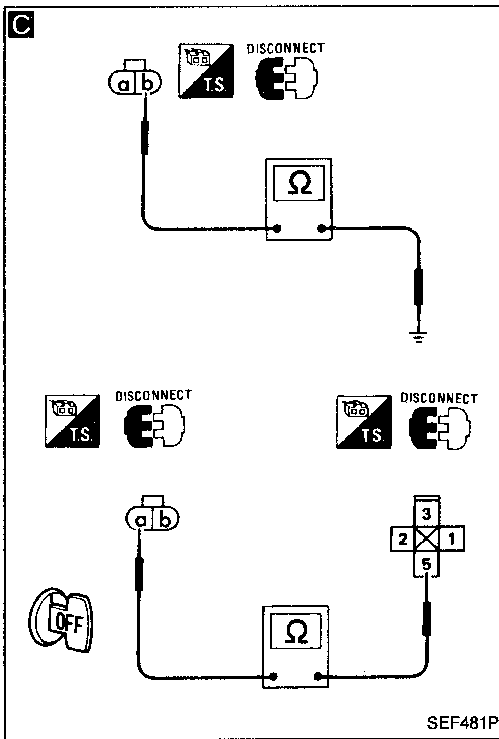 C
DISCONNECT
a b
T.S.
Ω
DISCONNECT
DISCONNECT
T.S.
T.S.
a b
3
2 1
5
OFF
Ω
SEF481P